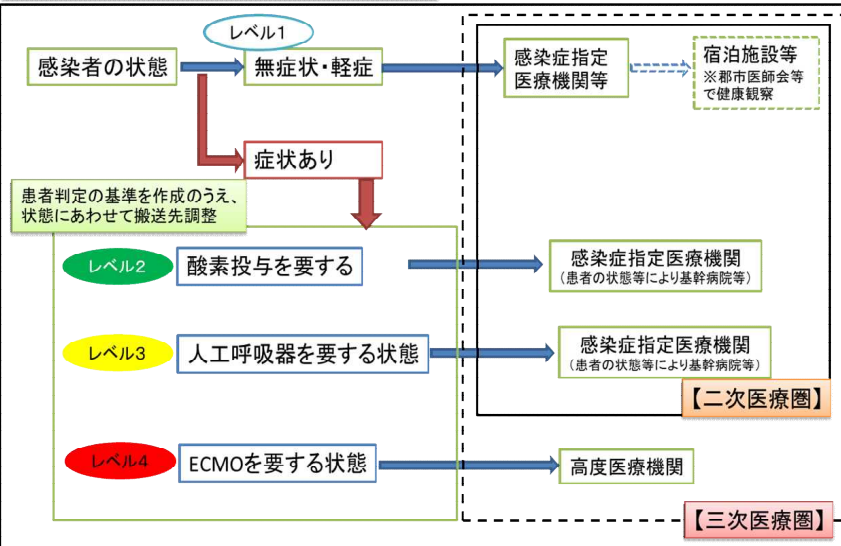 レベル1
感染者の状態
無症状・軽症
感染症指定
医療機関等
宿泊施設等
※郡市医師会等
で健康観察
症状あり
患者判定の基準を作成のうえ、
状態にあわせて搬送先調整
レベル2
酸素投与を要する
感染症指定医療機関
(患者の状態等により基幹病院等)
レベル3
人工呼吸器を要する状態
感染症指定医療機関
(患者の状態等により基幹病院等)
【二次医療圏】
レベル4
ECMOを要する状態
高度医療機関
【三次医療圏】